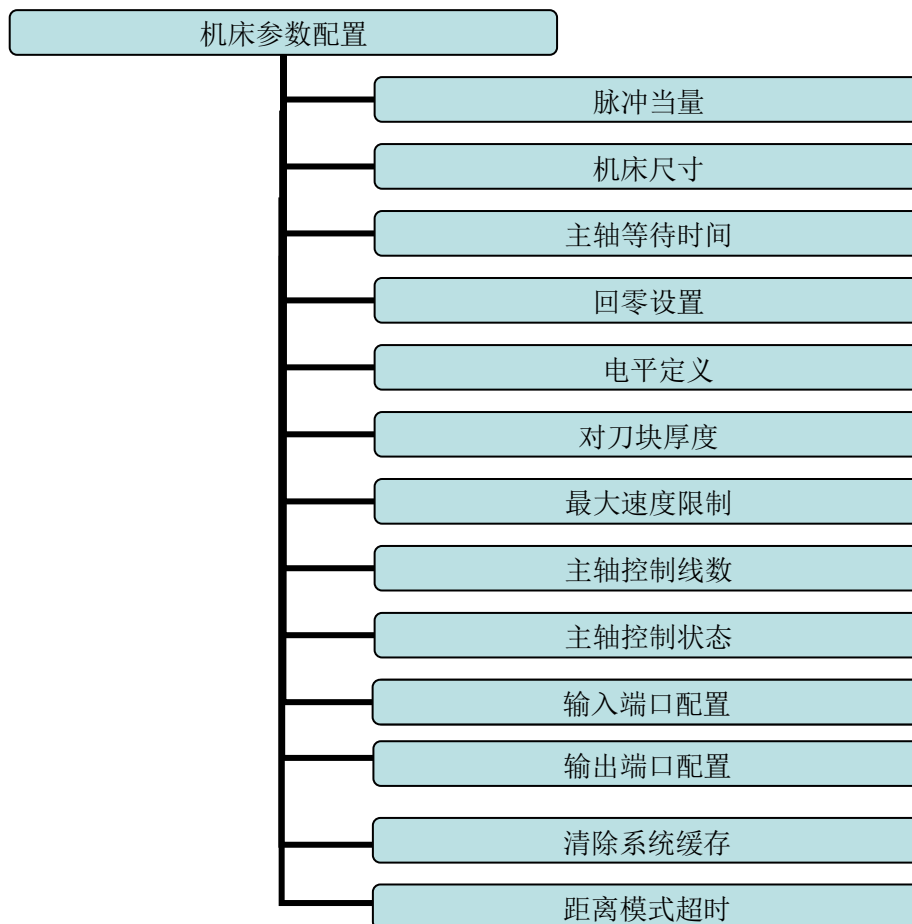 机床参数配置
脉冲当量
机床尺寸
主轴等待时间
回零设置
电平定义
对刀块厚度
最大速度限制
主轴控制线数
主轴控制状态
输入端口配置
输出端口配置
清除系统缓存
距离模式超时